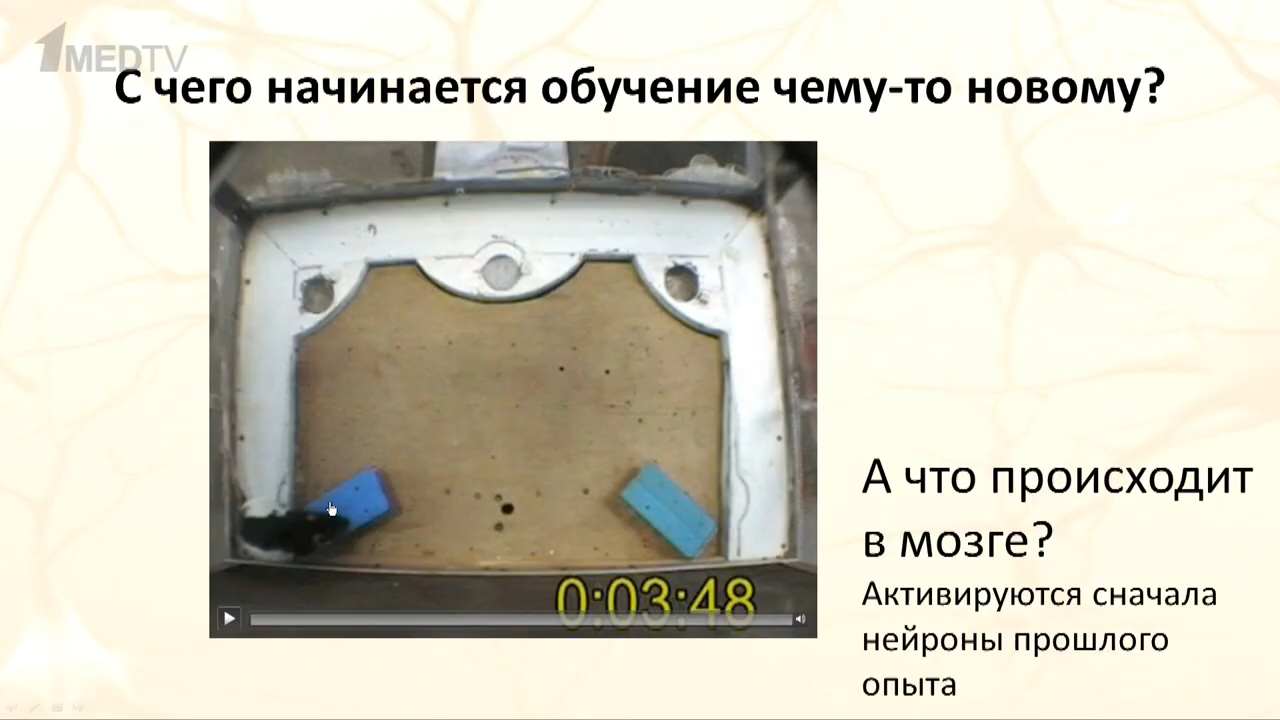 1MEDTV
С чего начинается обучение чему-то новому?
0:03:48
А что происходит
в мозге?
Активируются сначала
нейроны прошлого
опыта